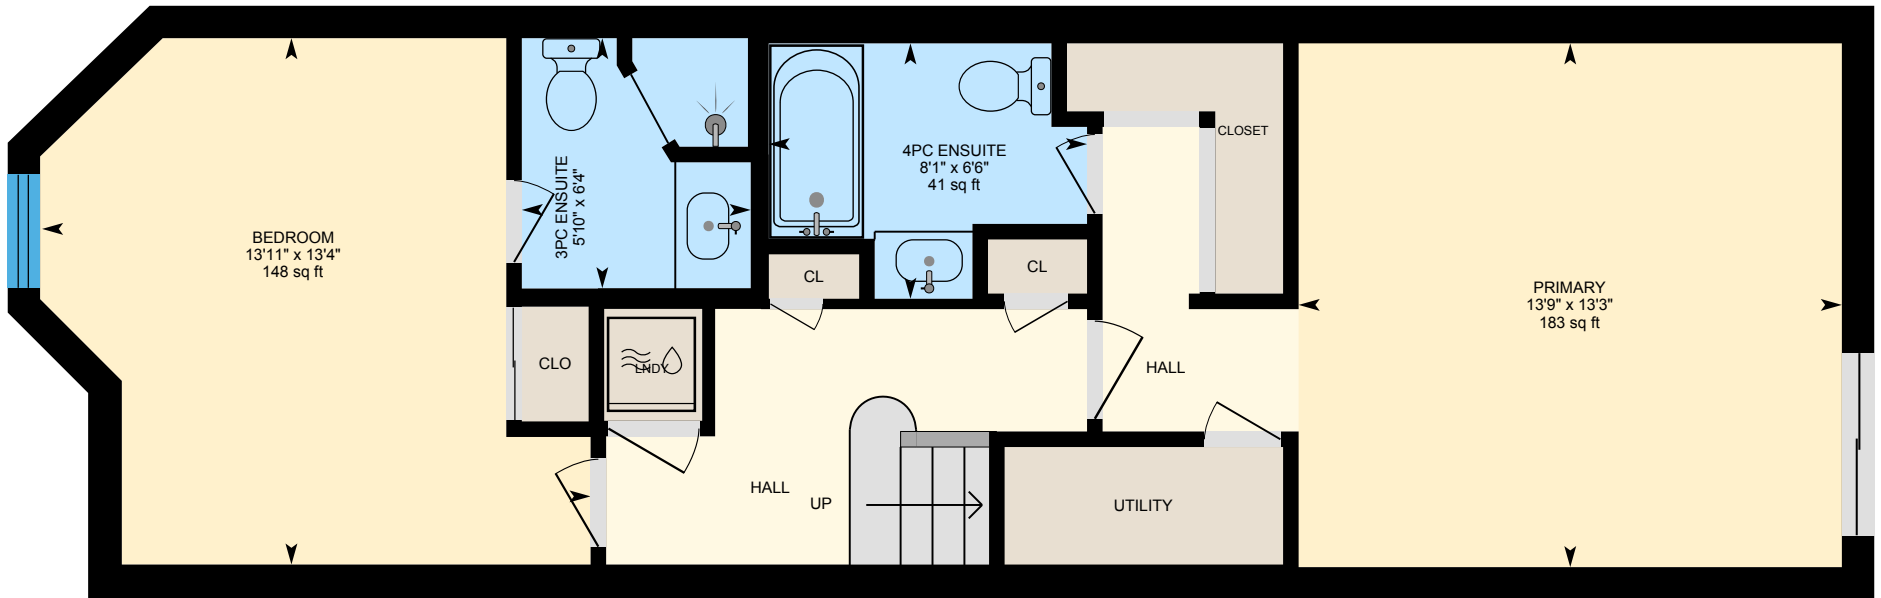 BEDROOM
13'11" x 13'4"
148 sq ft
3PC ENSUITE
5'10" x 6'4"
4PC ENSUITE
8'1" x 6'6"
41 sq ft
CLOSET
CL
CL
CLO
LNDY
HALL
PRIMARY
13'9" x 13'3"
183 sq ft
HALL
UP
UTILITY